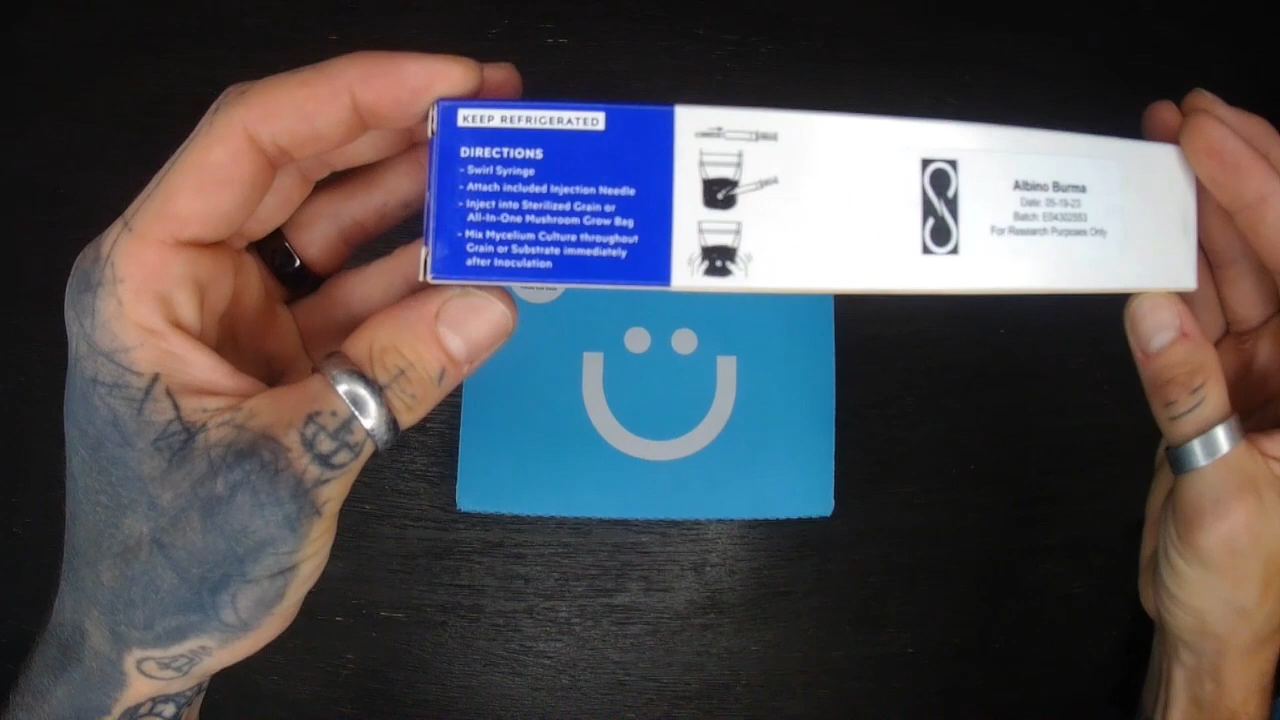 KEEP REFRIGERATED
DIRECTIONS
- Swirl Syringe
- Attach included Injection Needle
- Inject into Sterilized Grain or
All-In-One Mushroom Grow Bag
- Mix Mycelium Culture throughout
Grain or Substrate immediately
after Inoculation
Albino Burma
Date: 05-19-23
Batch: E04302553
For Research Purposes Only